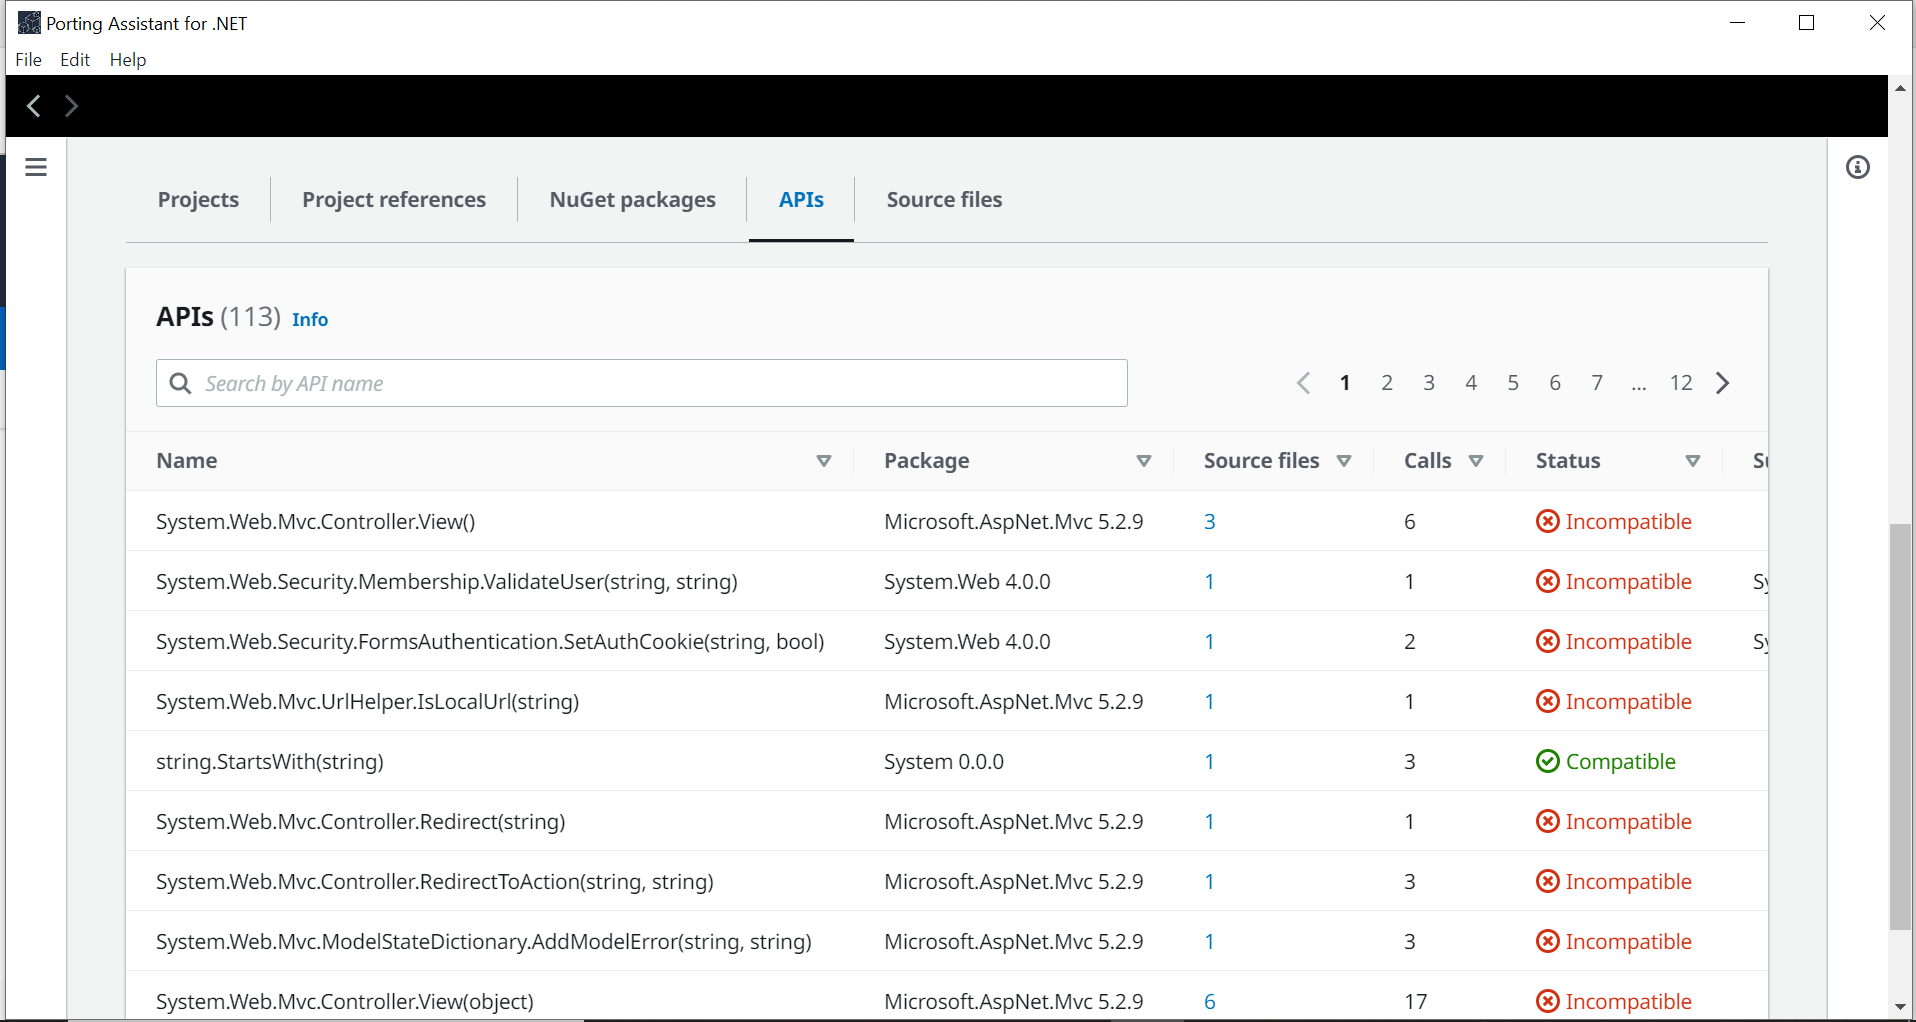 Porting Assistant for .NET
File Edit Help
Projects Project references NuGet packages APIs Source files
APIs (113) Info
Search by API name
1 2 3 4 5 6 7 ... 12
Name Package Source files Calls Status
System.Web.Mvc.Controller.View() Microsoft.AspNet.Mvc 5.2.9 3 6 Incompatible
System.Web.Security.Membership.ValidateUser(string, string) System.Web 4.0.0 1 1 Incompatible
System.Web.Security.FormsAuthentication.SetAuthCookie(string, bool) System.Web 4.0.0 1 2 Incompatible
System.Web.Mvc.UrlHelper.IsLocalUrl(string) Microsoft.AspNet.Mvc 5.2.9 1 1 Incompatible
string.StartsWith(string) System 0.0.0 1 3 Compatible
System.Web.Mvc.Controller.Redirect(string) Microsoft.AspNet.Mvc 5.2.9 1 1 Incompatible
System.Web.Mvc.Controller.RedirectToAction(string, string) Microsoft.AspNet.Mvc 5.2.9 1 3 Incompatible
System.Web.Mvc.ModelStateDictionary.AddModelError(string, string) Microsoft.AspNet.Mvc 5.2.9 1 3 Incompatible
System.Web.Mvc.Controller.View(object) Microsoft.AspNet.Mvc 5.2.9 6 17 Incompatible